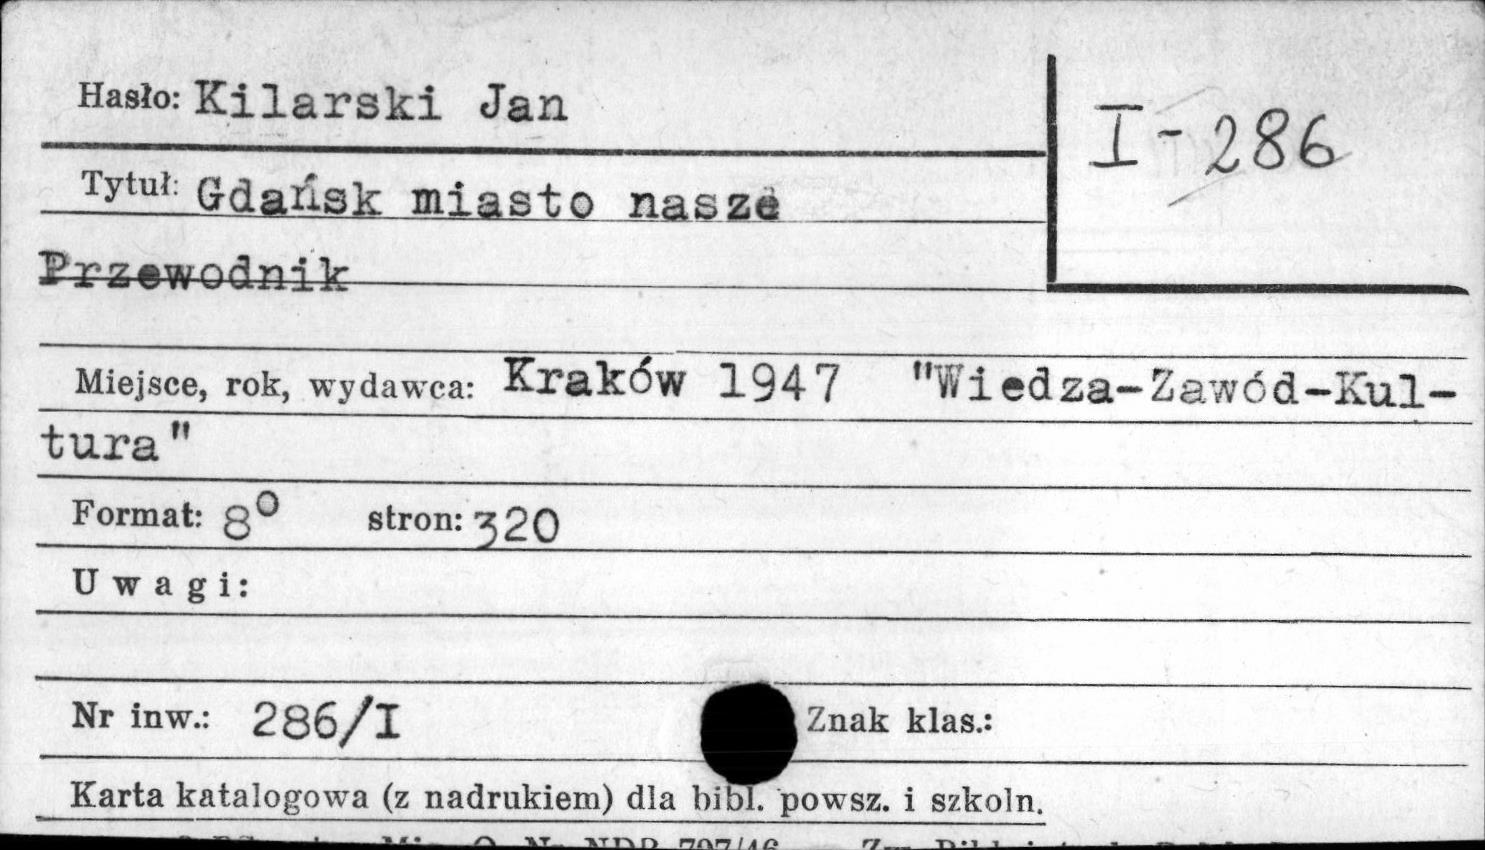 Hasło: Kilarski Jan
I-286
Tytuł: Gdańsk miasto nasze
Przewodnik
Miejsce, rok, wydawca: Kraków 1947 "Wiedza-Zawód-Kul-
tura"
Format: 8° stron: 320
Uwagi:
Nr inw.: 286/I Znak klas.:
Karta katalogowa (z nadrukiem) dla bibl. powsz. i szkoln.